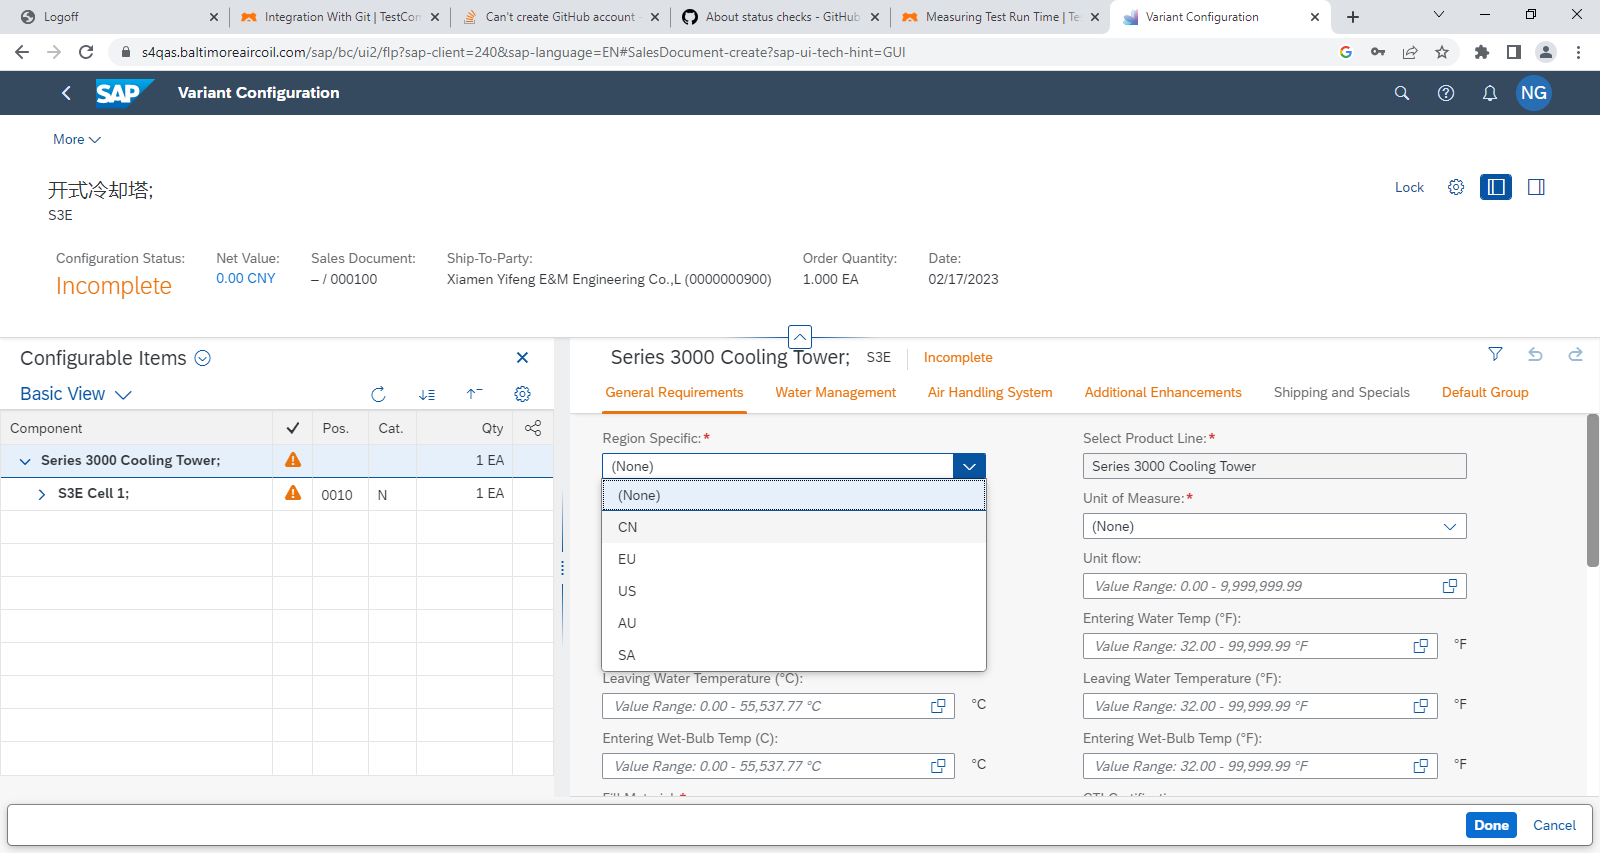 Logoff
Integration With Git | TestCom
Can't create GitHub account -
About status checks - GitHub
Measuring Test Run Time | Te
Variant Configuration
s4qas.baltimoreaircoil.com/sap/bc/ui2/flp?sap-client=240&sap-language=EN#SalesDocument-create?sap-ui-tech-hint=GUI
SAP
Variant Configuration
NG
More
开式冷却塔;
S3E
Lock
Configuration Status:
Net Value:
Sales Document:
Ship-To-Party:
Order Quantity:
Date:
Incomplete
0.00 CNY
– / 000100
Xiamen Yifeng E&M Engineering Co.,L (0000000900)
1.000 EA
02/17/2023
Configurable Items
Series 3000 Cooling Tower;
S3E
Incomplete
Basic View
General Requirements
Water Management
Air Handling System
Additional Enhancements
Shipping and Specials
Default Group
Component
Pos.
Cat.
Qty
Series 3000 Cooling Tower;
1 EA
S3E Cell 1;
0010
N
1 EA
Region Specific:*
(None)
(None)
CN
EU
US
AU
SA
Select Product Line:*
Series 3000 Cooling Tower
Unit of Measure:*
(None)
Unit flow:
Value Range: 0.00 - 9,999,999.99
Entering Water Temp (°F):
Value Range: 32.00 - 99,999.99 °F
°F
Leaving Water Temperature (°C):
Value Range: 0.00 - 55,537.77 °C
°C
Leaving Water Temperature (°F):
Value Range: 32.00 - 99,999.99 °F
°F
Entering Wet-Bulb Temp (C):
Value Range: 0.00 - 55,537.77 °C
°C
Entering Wet-Bulb Temp (°F):
Value Range: 32.00 - 99,999.99 °F
°F
Done
Cancel